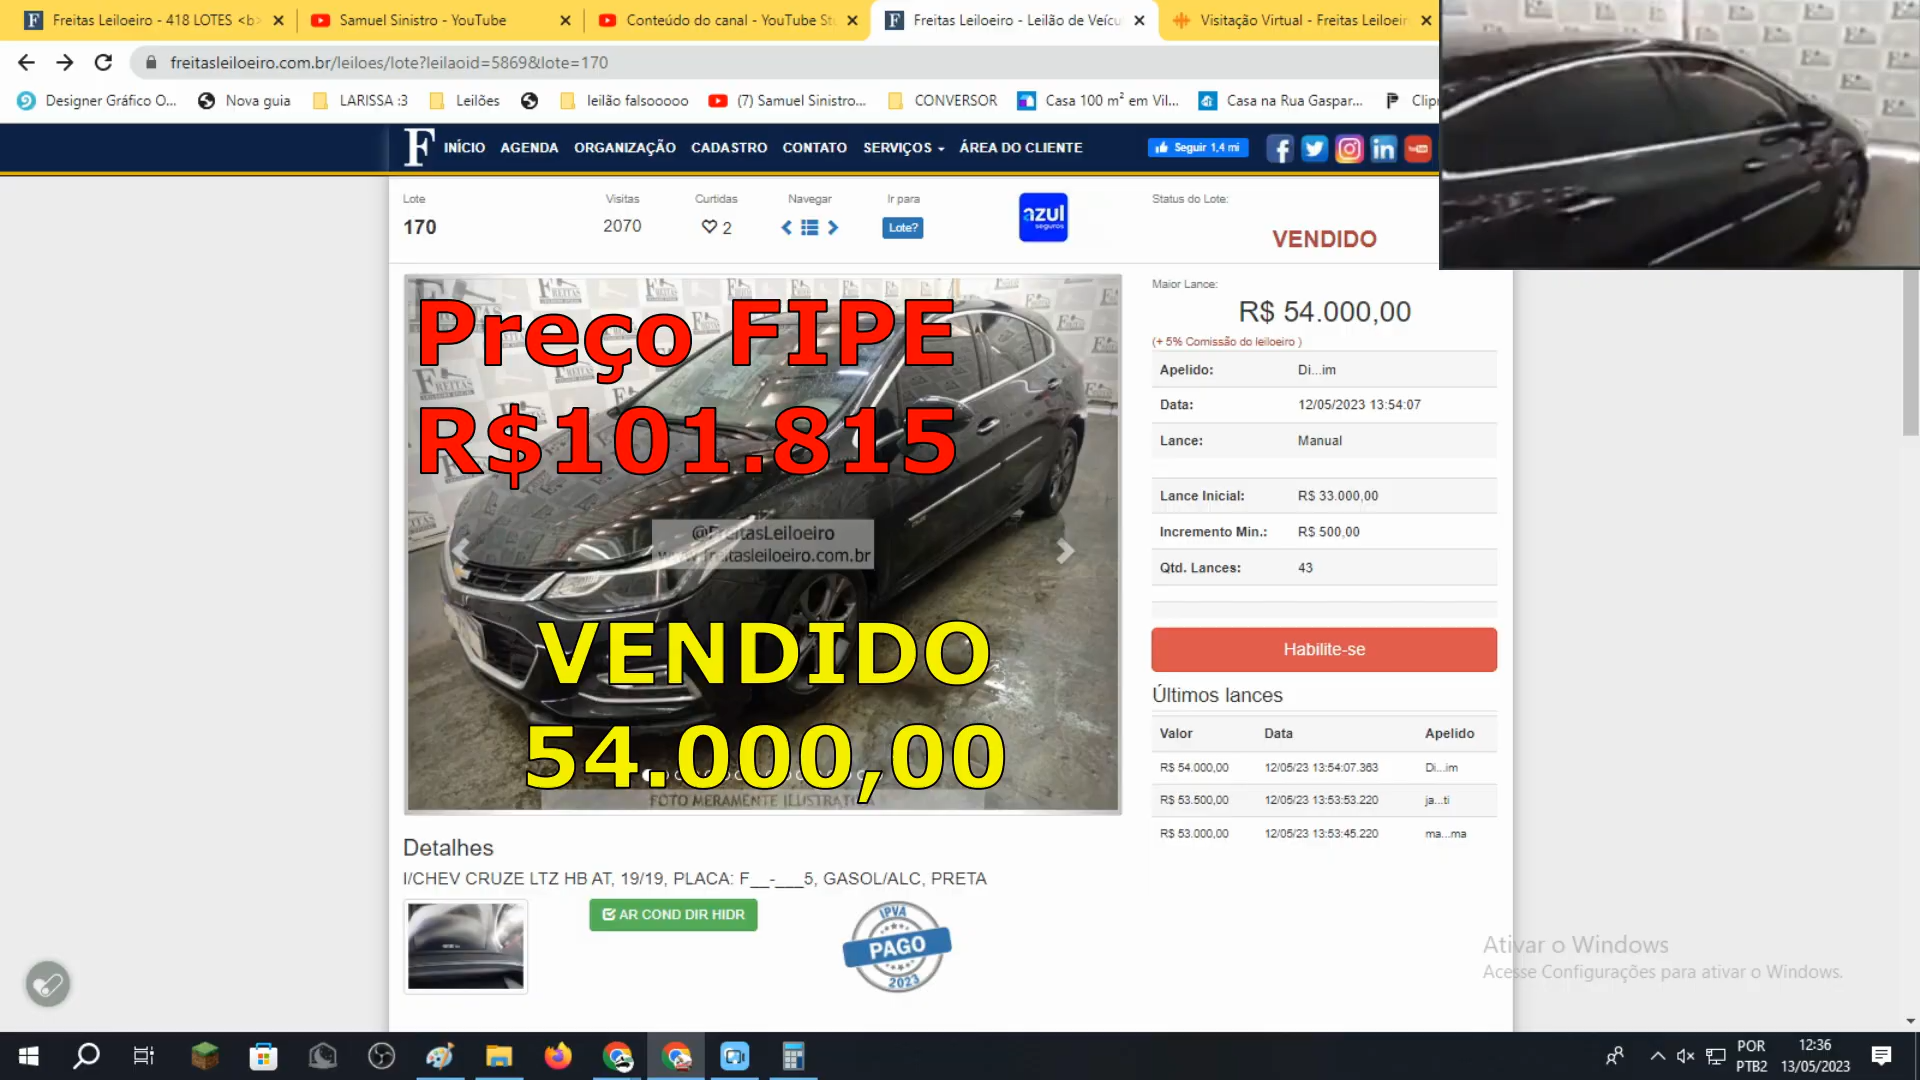 Freitas Leiloeiro - 418 LOTES <b>
Samuel Sinistro - YouTube
Conteúdo do canal - YouTube St
Freitas Leiloeiro - Leilão de Veícu
Visitação Virtual - Freitas Leiloeir
freitasleiloeiro.com.br/leiloes/lote?leilaoid=5869&lote=170
Designer Gráfico O...
Nova guia
LARISSA :3
Leilões
leilão falsooooo
(7) Samuel Sinistro...
CONVERSOR
Casa 100 m² em Vil...
Casa na Rua Gaspar...
Clip
F INÍCIO AGENDA ORGANIZAÇÃO CADASTRO CONTATO SERVIÇOS ÁREA DO CLIENTE
Seguir 1,4 mi
Lote Visitas Curtidas Navegar Ir para
170 2070 2 Lote?
azul
seguros
Status do Lote:
VENDIDO
Preço FIPE
R$101.815
@FreitasLeiloeiro
www.freitasleiloeiro.com.br
VENDIDO
54.000,00
FOTO MERAMENTE ILUSTRATIVA
Maior Lance:
R$ 54.000,00
(+ 5% Comissão do leiloeiro )
Apelido: Di...im
Data: 12/05/2023 13:54:07
Lance: Manual
Lance Inicial: R$ 33.000,00
Incremento Min.: R$ 500,00
Qtd. Lances: 43
Habilite-se
Últimos lances
Valor Data Apelido
R$ 54.000,00 12/05/23 13:54:07.363 Di...im
R$ 53.500,00 12/05/23 13:53:53.220 ja...ti
R$ 53.000,00 12/05/23 13:53:45.220 ma...ma
Detalhes
I/CHEV CRUZE LTZ HB AT, 19/19, PLACA: F__-___5, GASOL/ALC, PRETA
AR COND DIR HIDR
IPVA
PAGO
2023
Ativar o Windows
Acesse Configurações para ativar o Windows.
POR
PTB2
12:36
13/05/2023